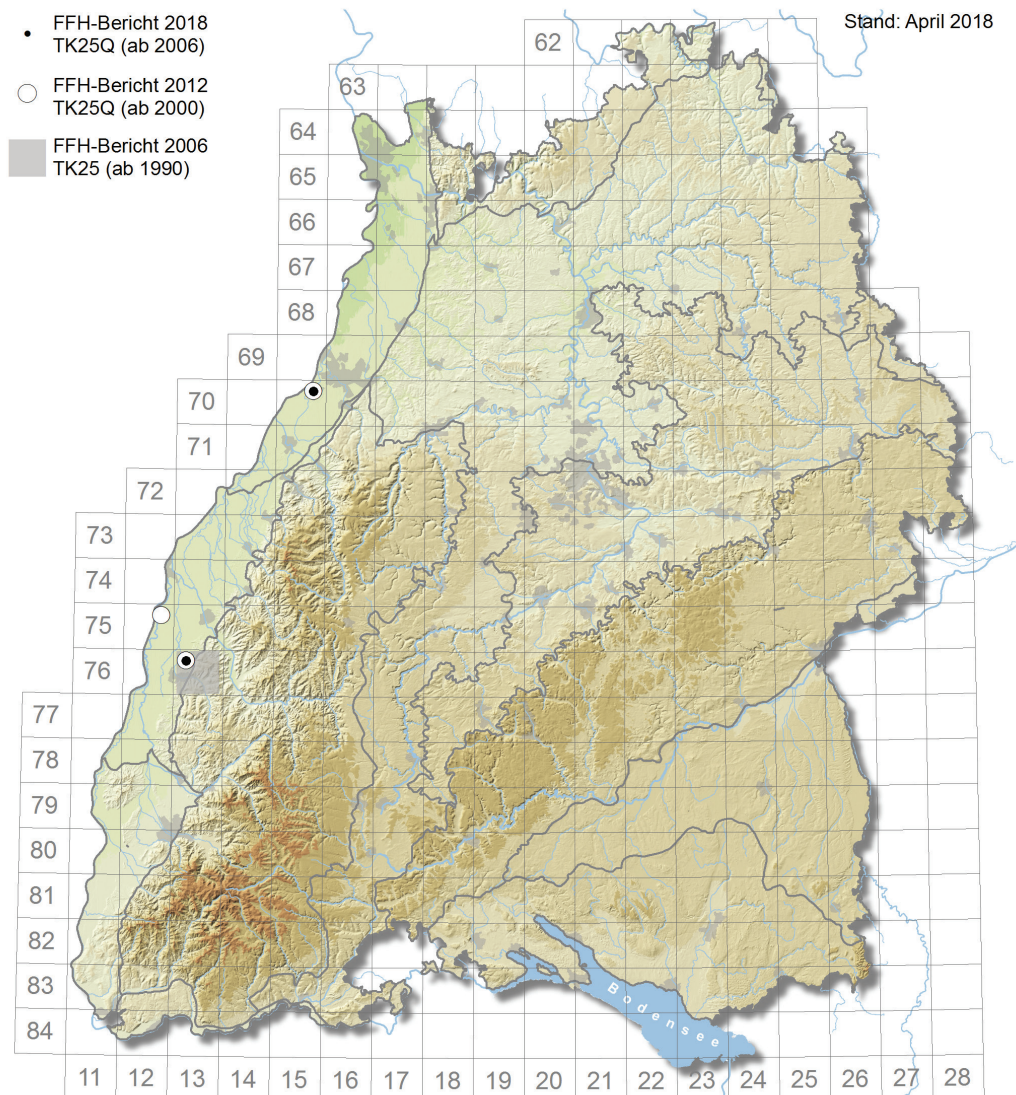 FFH-Bericht 2018
TK25Q (ab 2006)
FFH-Bericht 2012
TK25Q (ab 2000)
FFH-Bericht 2006
TK25 (ab 1990)
Stand: April 2018
62
63
64
65
66
67
68
69
70
71
72
73
74
75
76
77
78
79
80
81
82
83
84
Bodensee
11 12 13 14 15 16 17 18 19 20 21 22 23 24 25 26 27 28